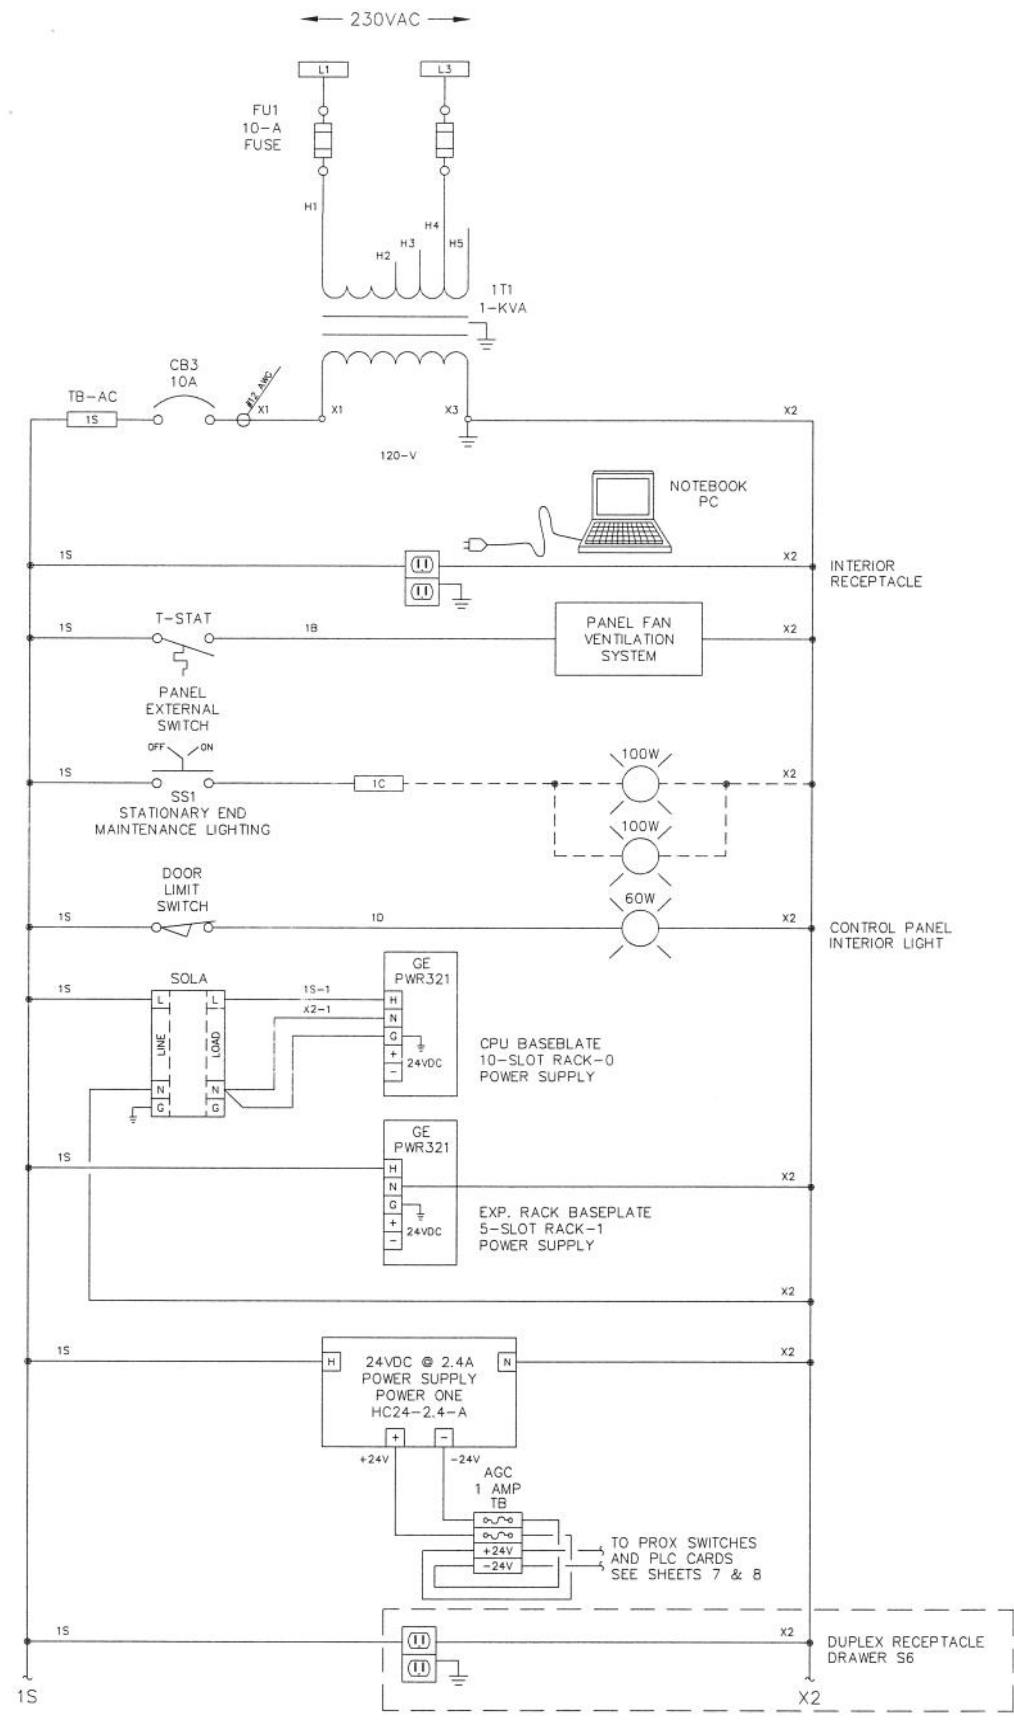 230VAC
L1
L3
FU1
10-A
FUSE
H1
H2
H3
H4
H5
1T1
1-KVA
CB3
10A
TB-AC
1S
#12 AWG
X1
X1
X3
X2
120-V
NOTEBOOK
PC
1S
X2
INTERIOR
RECEPTACLE
T-STAT
1S
1B
PANEL FAN
VENTILATION
SYSTEM
X2
PANEL
EXTERNAL
SWITCH
OFF
ON
1S
SS1
STATIONARY END
MAINTENANCE LIGHTING
1C
100W
X2
100W
DOOR
LIMIT
SWITCH
1S
1D
60W
X2
CONTROL PANEL
INTERIOR LIGHT
SOLA
1S
L
L
LINE
LOAD
N
N
G
G
1S-1
X2-1
GE
PWR321
H
N
G
+
-
24VDC
CPU BASEBLATE
10-SLOT RACK-0
POWER SUPPLY
1S
GE
PWR321
H
N
G
+
-
24VDC
X2
EXP. RACK BASEPLATE
5-SLOT RACK-1
POWER SUPPLY
X2
1S
H
24VDC @ 2.4A
POWER SUPPLY
POWER ONE
HC24-2.4-A
N
X2
+
-
+24V
-24V
AGC
1 AMP
TB
+24V
-24V
TO PROX SWITCHES
AND PLC CARDS
SEE SHEETS 7 & 8
1S
X2
DUPLEX RECEPTACLE
DRAWER S6
1S
X2